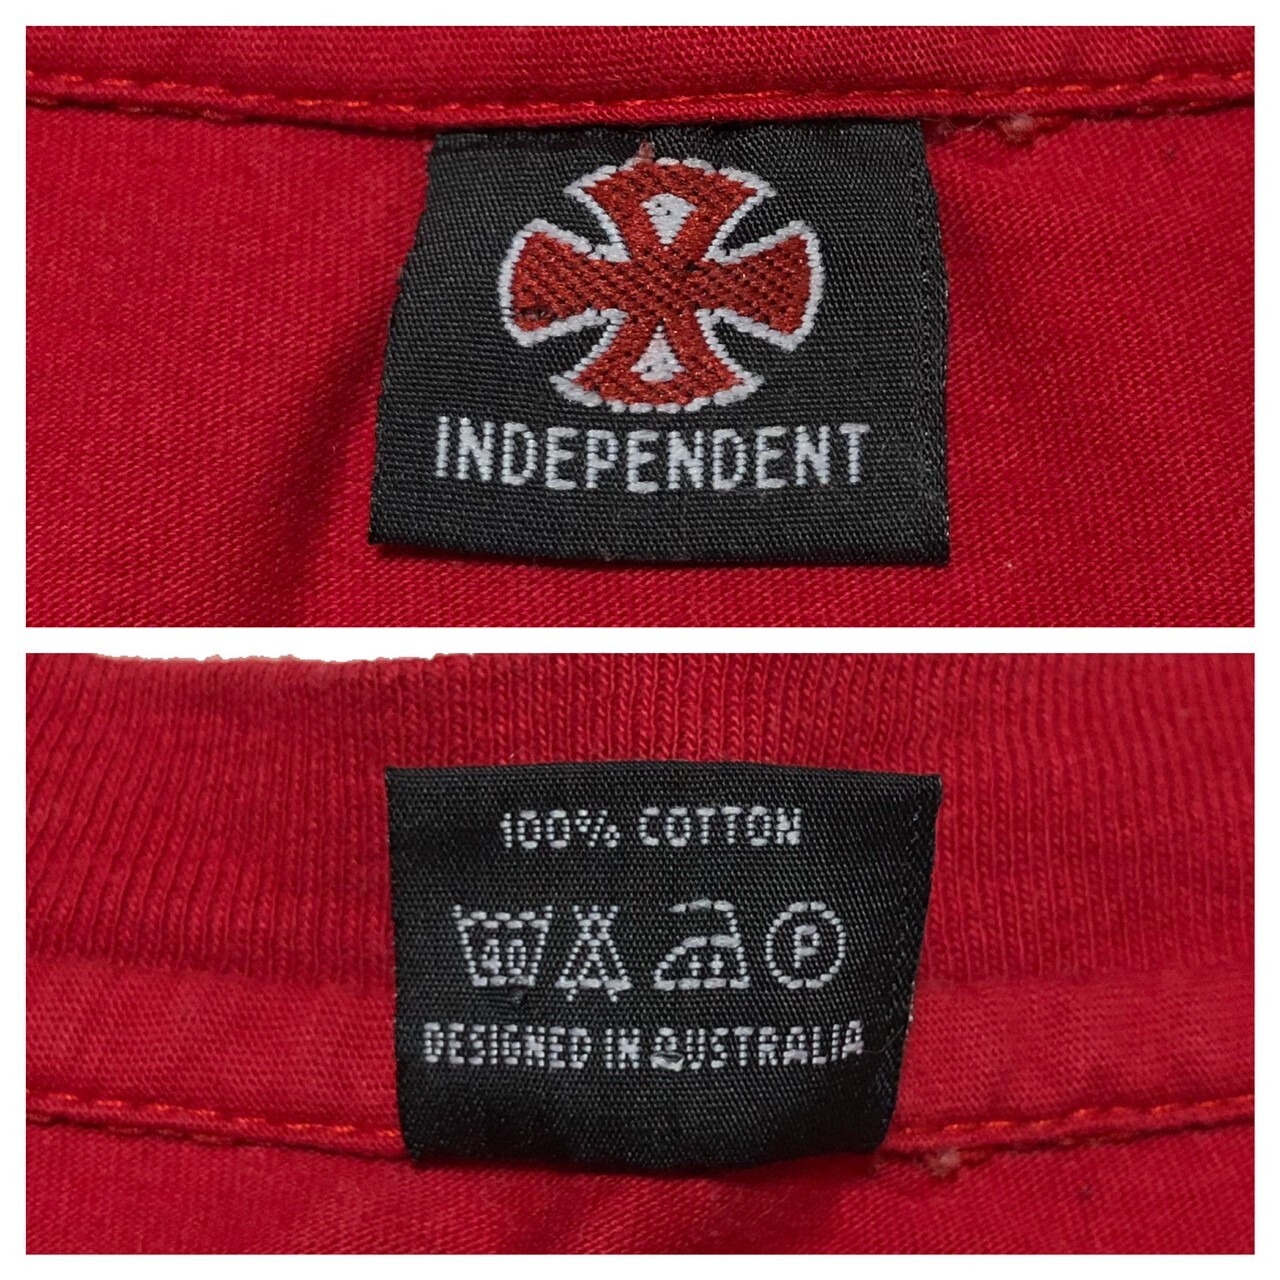 INDEPENDENT
100% COTTON
40 P
DESIGNED IN AUSTRALIA